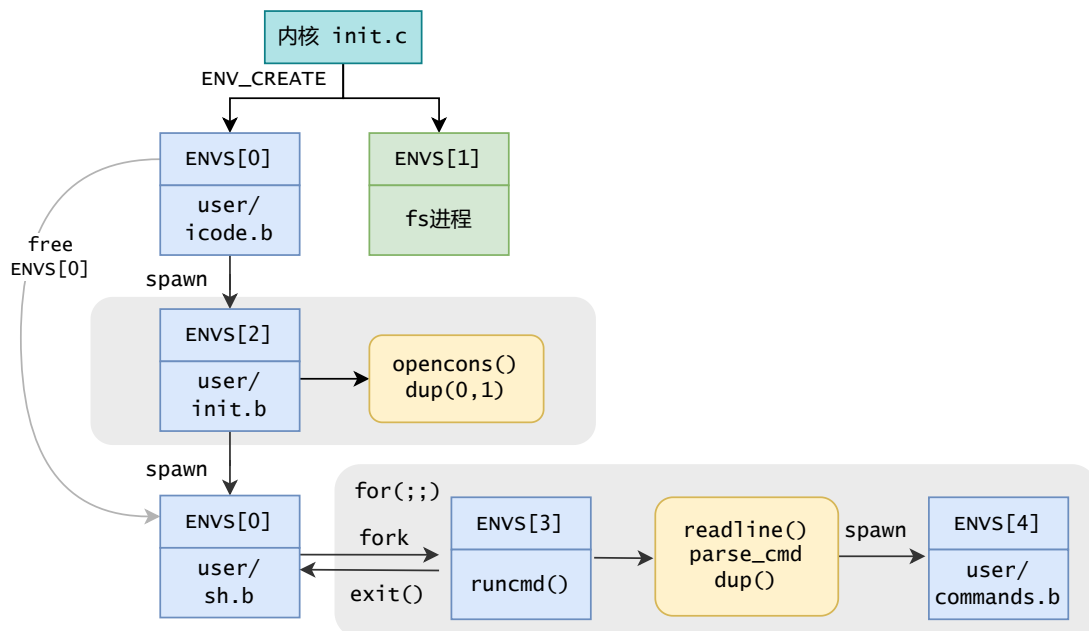 内核 init.c
ENV_CREATE
ENVS[0]
user/
icode.b
ENVS[1]
fs进程
free
ENVS[0]
spawn
ENVS[2]
user/
init.b
opencons()
dup(0,1)
spawn
ENVS[0]
user/
sh.b
for(;;)
fork
exit()
ENVS[3]
runcmd()
readline()
parse_cmd
dup()
spawn
ENVS[4]
user/
commands.b